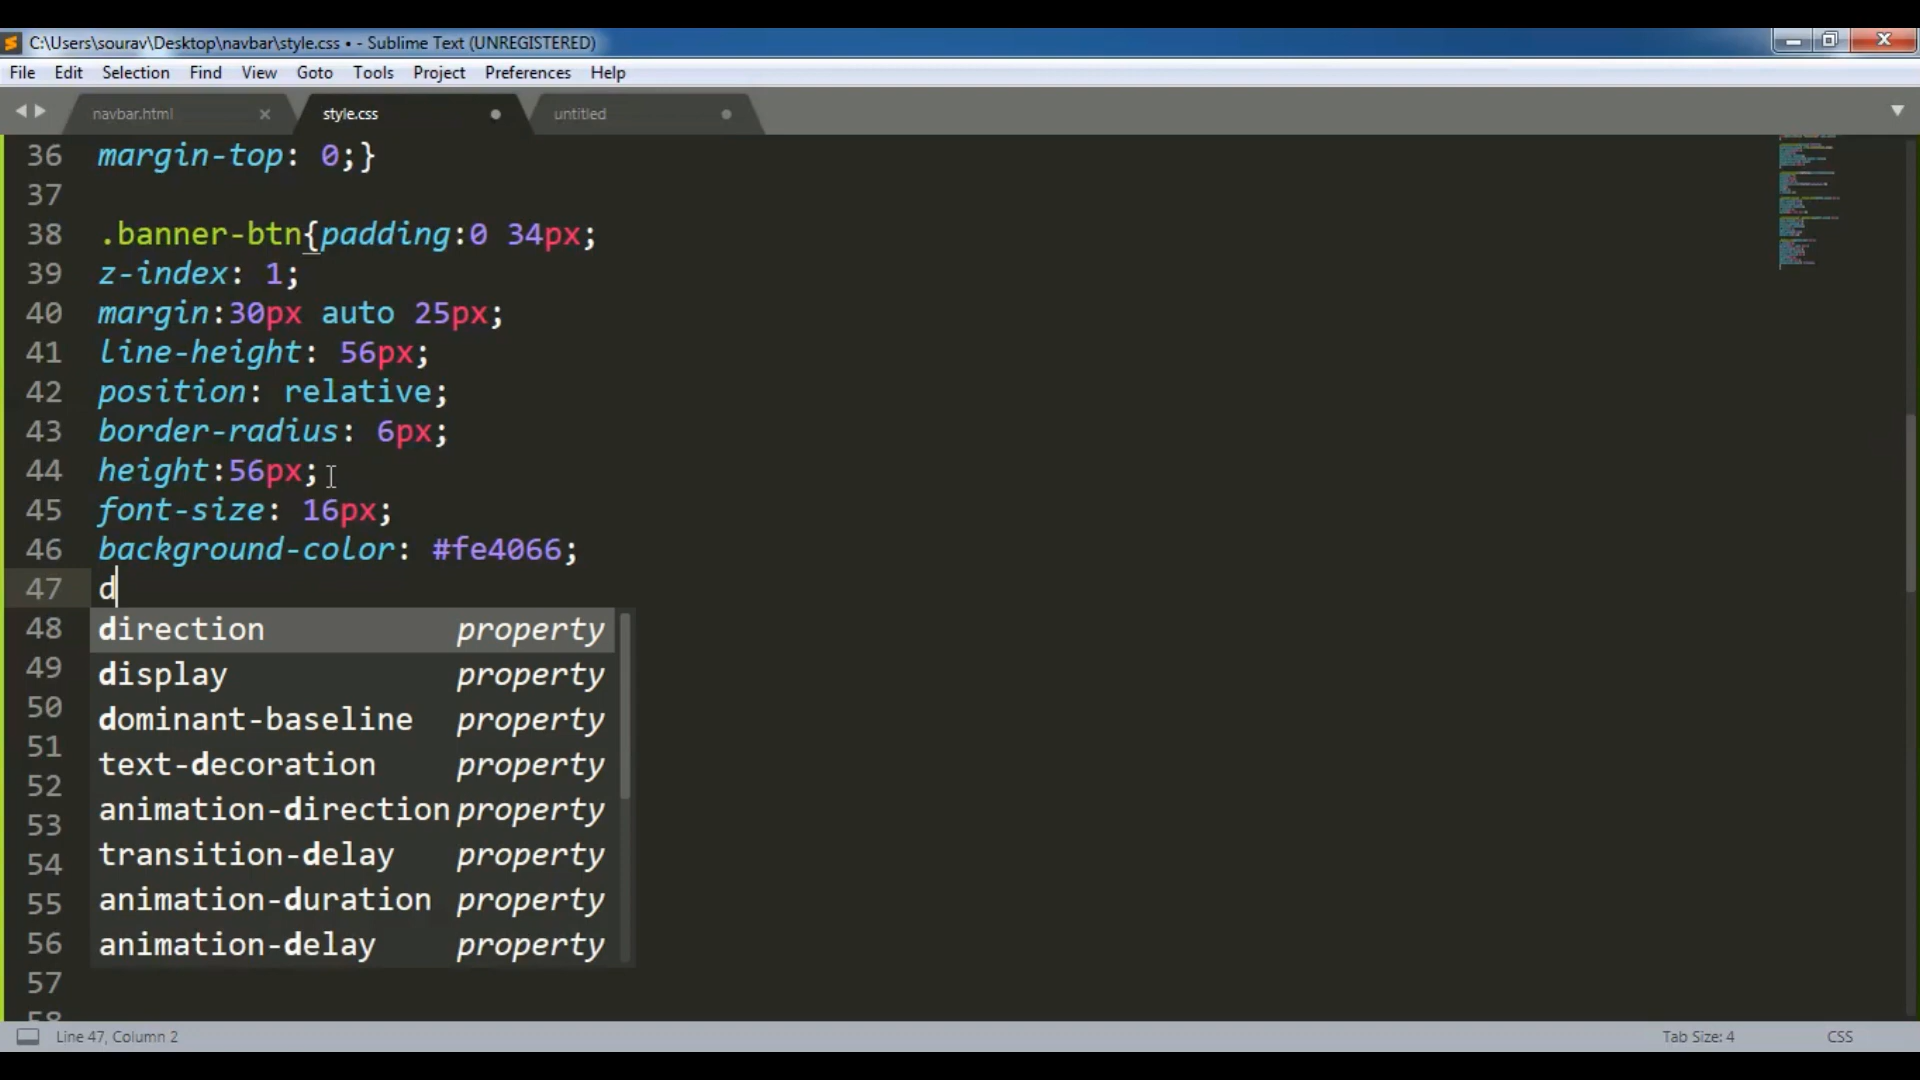 C:\Users\sourav\Desktop\navbar\style.css • - Sublime Text (UNREGISTERED)
File Edit Selection Find View Goto Tools Project Preferences Help
navbar.html style.css untitled
36 margin-top: 0;}
37
38 .banner-btn{padding:0 34px;
39 z-index: 1;
40 margin:30px auto 25px;
41 line-height: 56px;
42 position: relative;
43 border-radius: 6px;
44 height:56px;
45 font-size: 16px;
46 background-color: #fe4066;
47 d
48 direction property
49 display property
50 dominant-baseline property
51 text-decoration property
52 animation-direction property
53 transition-delay property
54
55 animation-duration property
56 animation-delay property
57
58
Line 47, Column 2 Tab Size: 4 CSS